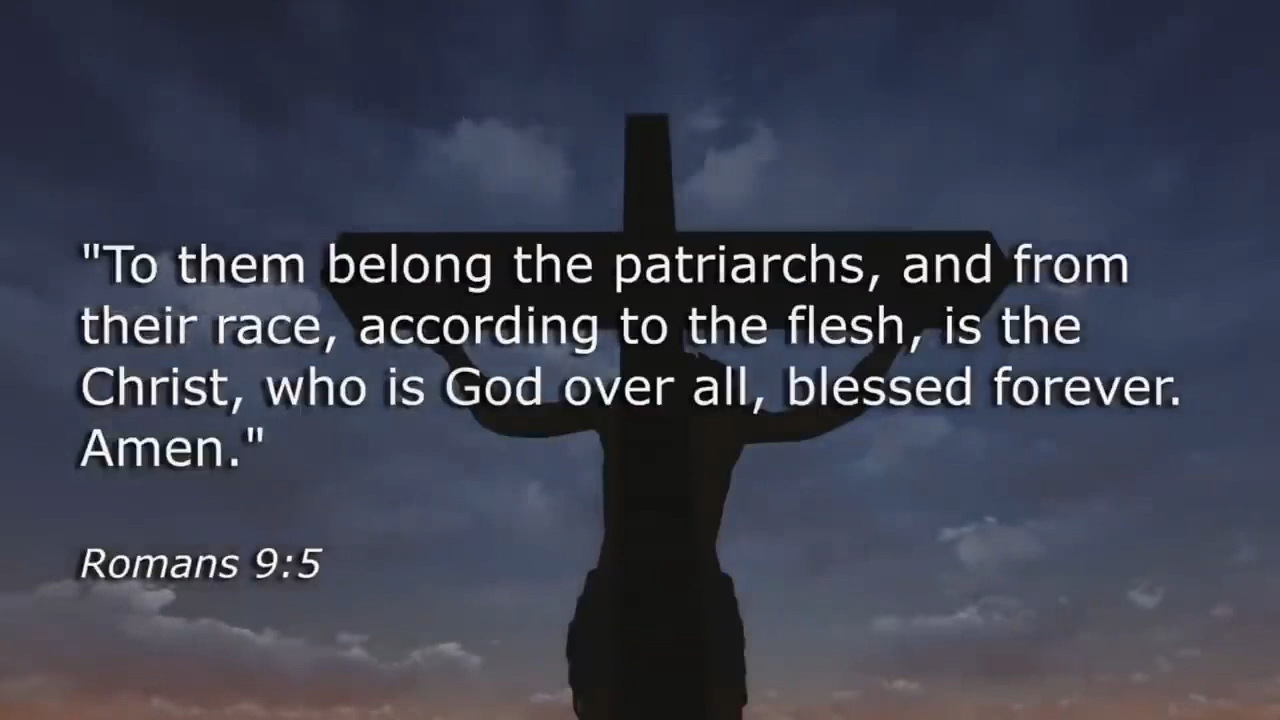 "To them belong the patriarchs, and from
their race, according to the flesh, is the
Christ, who is God over all, blessed forever.
Amen."
Romans 9:5